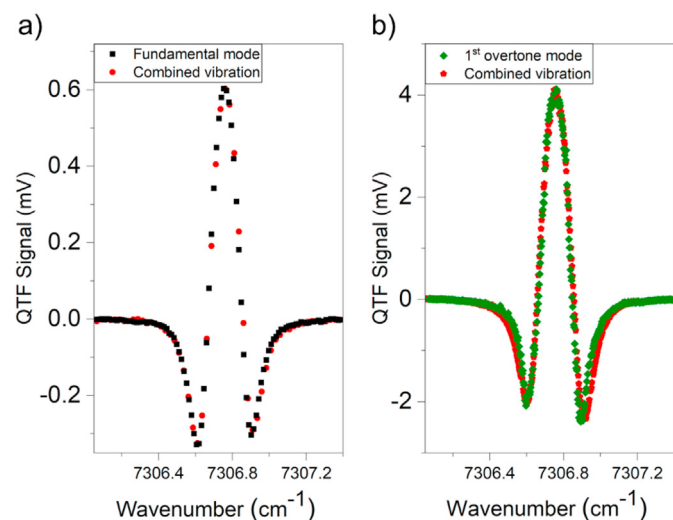 a)
Fundamental mode
Combined vibration
0.6
0.4
0.2
0.0
-0.2
QTF Signal (mV)
7306.4
7306.8
7307.2
Wavenumber (cm⁻¹)
b)
1ˢᵗ overtone mode
Combined vibration
4
2
0
-2
QTF Signal (mV)
7306.4
7306.8
7307.2
Wavenumber (cm⁻¹)